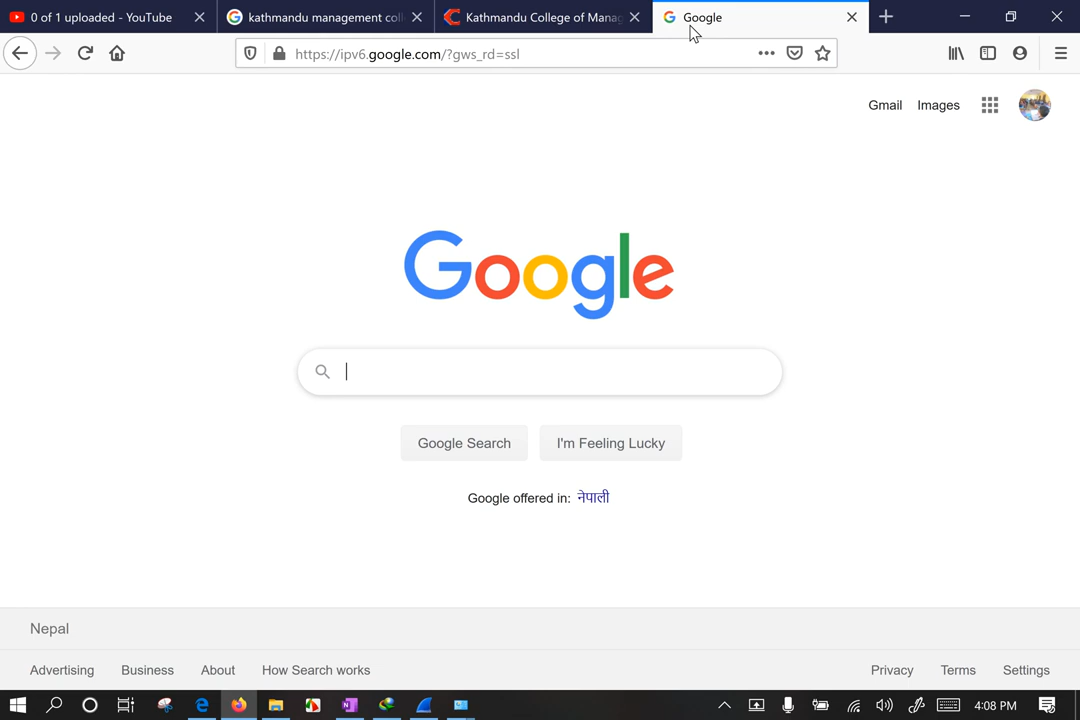 0 of 1 uploaded - YouTube
kathmandu management coll
Kathmandu College of Manag
Google
https://ipv6.google.com/?gws_rd=ssl
Gmail Images
Google
Google Search I'm Feeling Lucky
Google offered in: नेपाली
Nepal
Advertising Business About How Search works Privacy Terms Settings
4:08 PM